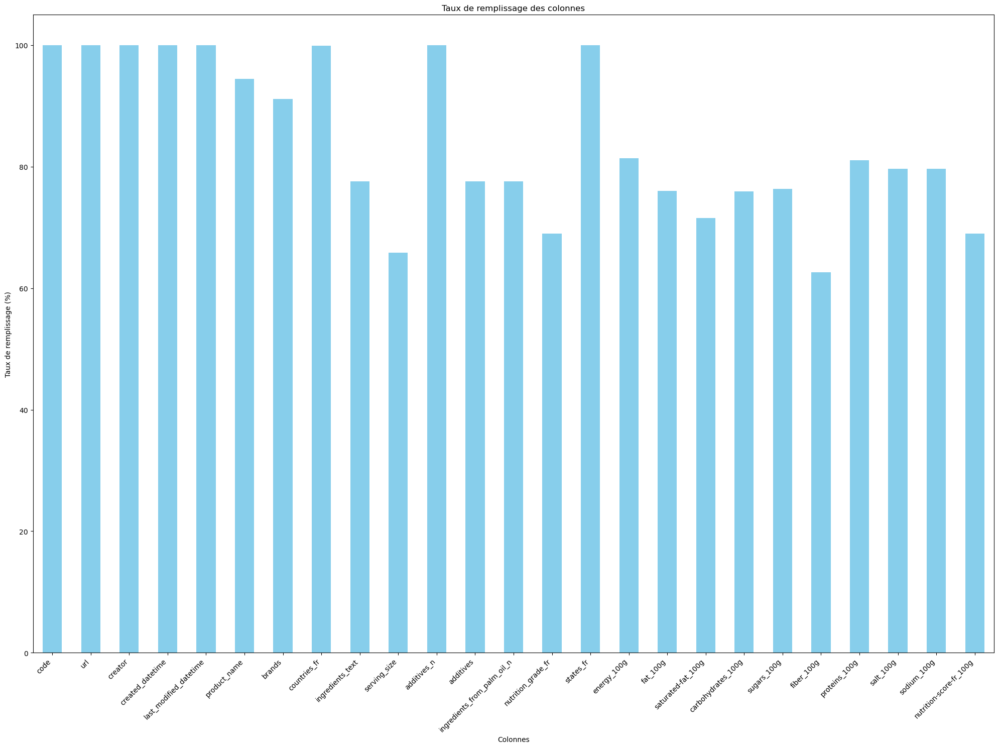 Taux de remplissage des colonnes
Taux de remplissage (%)
100
80
60
40
20
0
code
url
creator
created_datetime
last_modified_datetime
product_name
brands
countries_fr
ingredients_text
serving_size
additives_n
additives
ingredients_from_palm_oil_n
nutrition_grade_fr
states_fr
energy_100g
fat_100g
saturated-fat_100g
carbohydrates_100g
sugars_100g
fiber_100g
proteins_100g
salt_100g
sodium_100g
nutrition-score-fr_100g
Colonnes